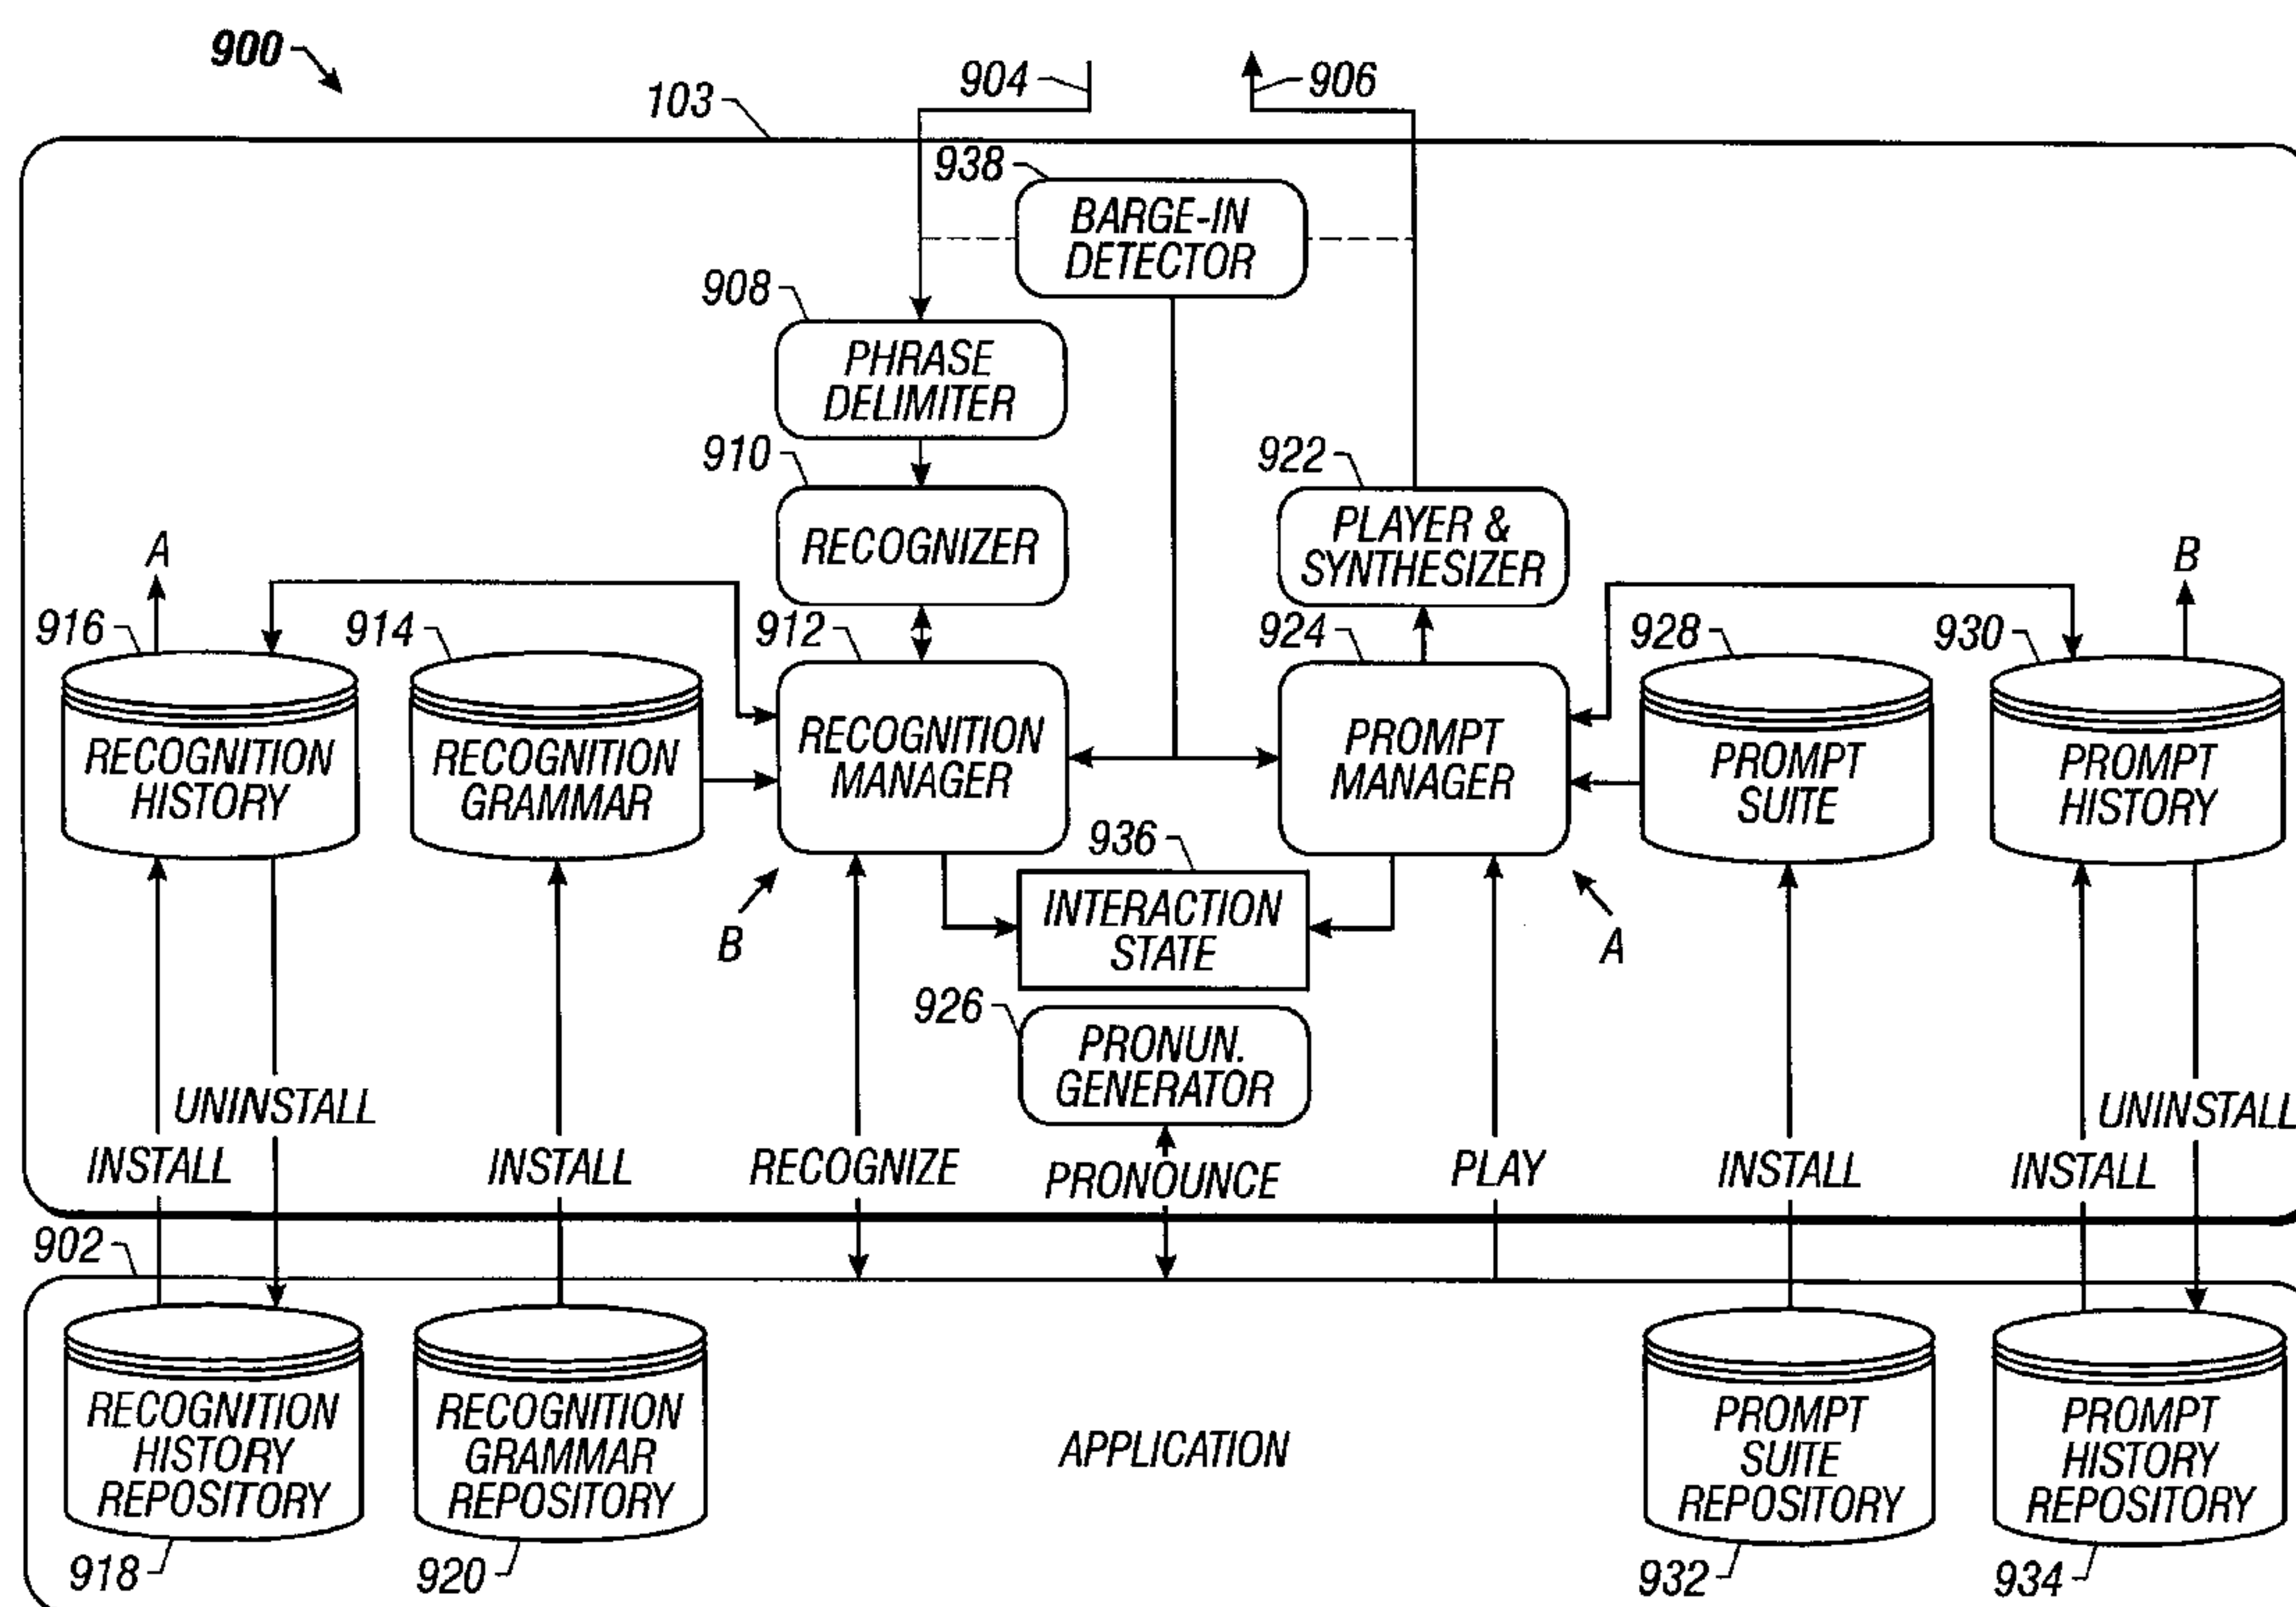 900
904
906
103
938
BARGE-IN
DETECTOR
908
PHRASE
DELIMITER
910
922
RECOGNIZER
PLAYER &
SYNTHESIZER
A
B
916
914
912
924
928
930
RECOGNITION
HISTORY
RECOGNITION
GRAMMAR
RECOGNITION
MANAGER
PROMPT
MANAGER
PROMPT
SUITE
PROMPT
HISTORY
936
B
INTERACTION
STATE
A
926
PRONUN.
GENERATOR
UNINSTALL
UNINSTALL
INSTALL
INSTALL
RECOGNIZE
PRONOUNCE
PLAY
INSTALL
INSTALL
902
RECOGNITION
HISTORY
REPOSITORY
RECOGNITION
GRAMMAR
REPOSITORY
APPLICATION
PROMPT
SUITE
REPOSITORY
PROMPT
HISTORY
REPOSITORY
918
920
932
934